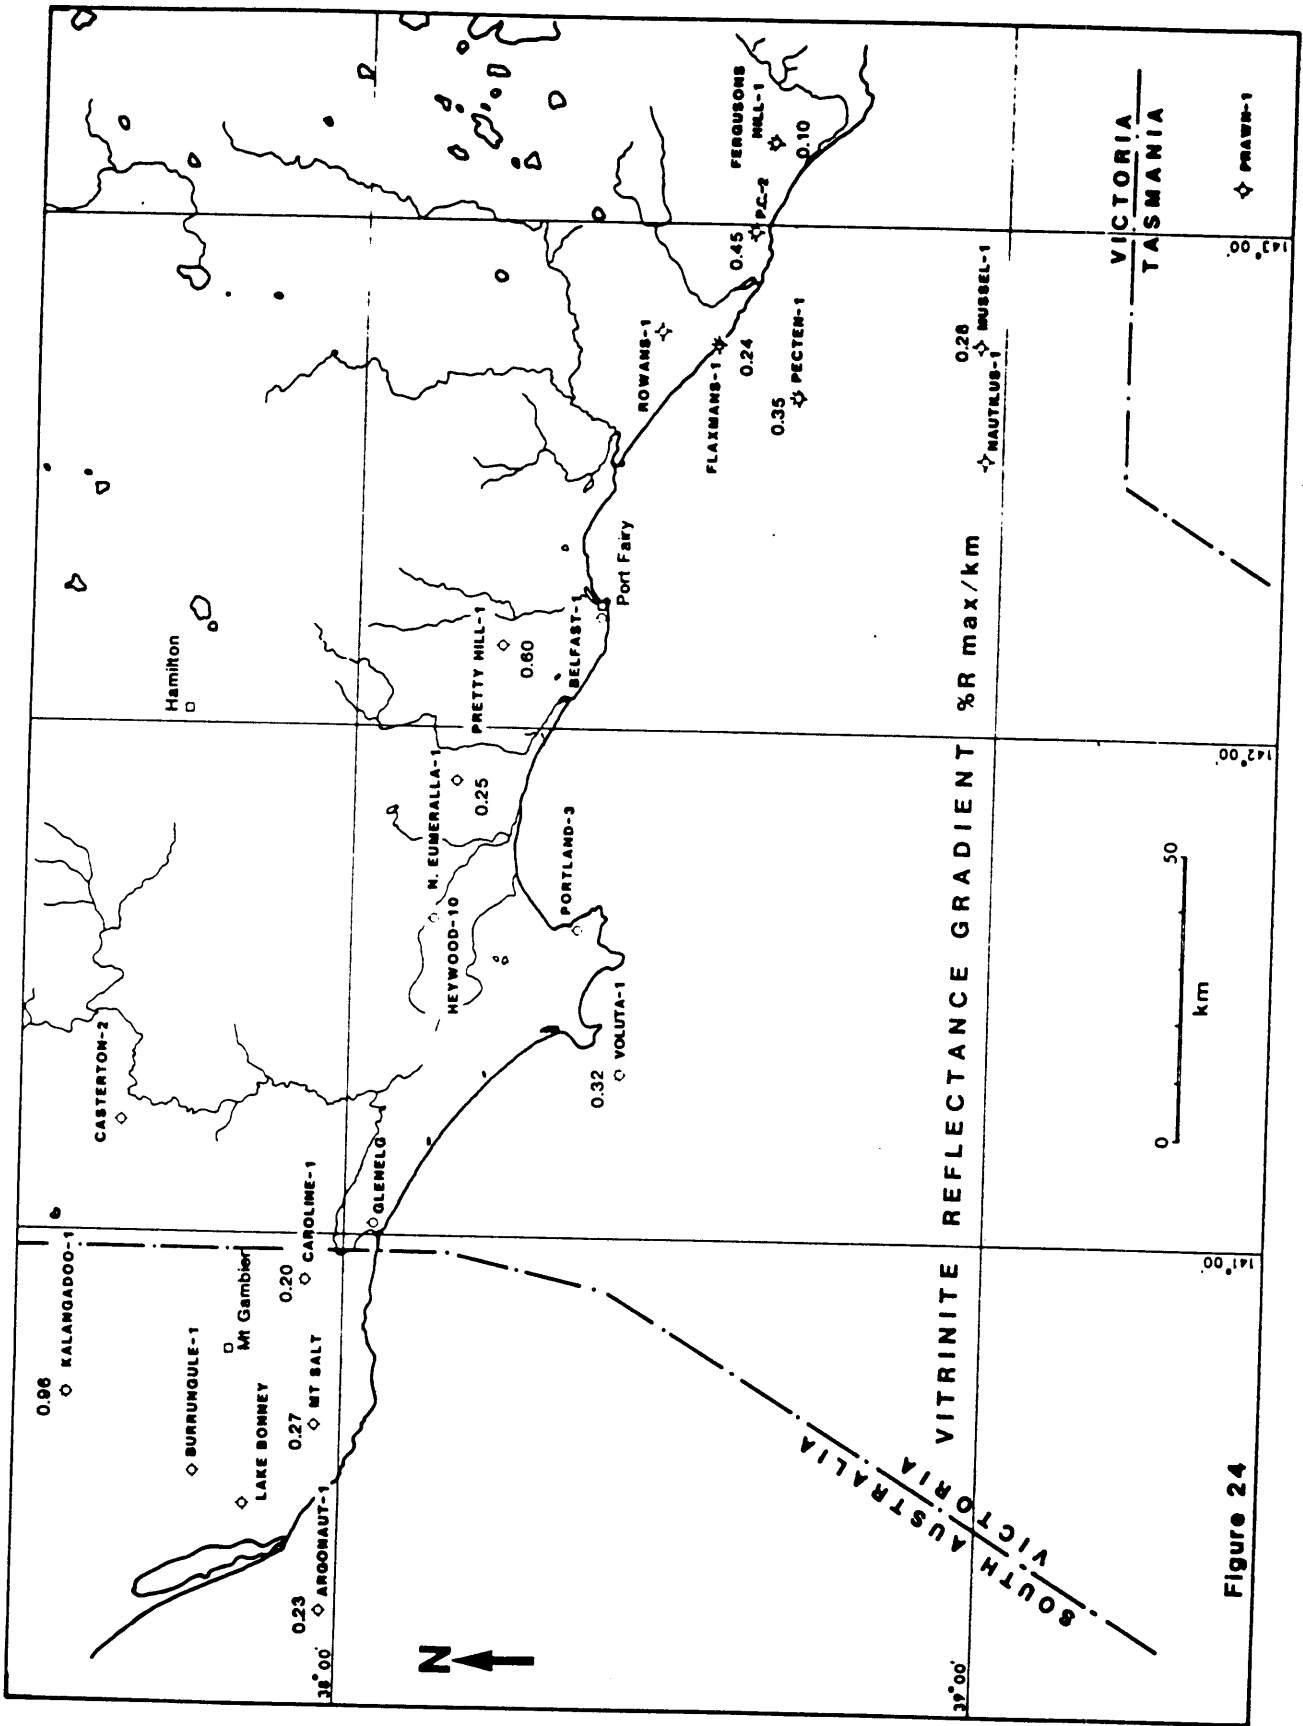 0.96
KALANGADOO-1
BURRUNGULE-1
LAKE BONNEY
Mt Gambier
0.27
MT SALT
0.20
CAROLINE-1
0.23
ARGONAUT-1
38°00'
N
GLENELG
CASTERTON-2
Hamilton
HEYWOOD-10
N. EUMERALLA-1
0.25
PRETTY HILL-1
0.60
BELFAST-1
Port Fairy
PORTLAND-3
0.32
VOLUTA-1
ROWANS-1
FLAXMANS-1
0.24
0.35
PECTEN-1
0.45
P.C.-2
FERGUSONS
HILL-1
0.10
0.28
MUSSEL-1
NAUTILUS-1
PRAWN-1
VICTORIA
TASMANIA
SOUTH AUSTRALIA
VICTORIA
39°00'
141°00'
142°00'
143°00'
VITRINITE REFLECTANCE GRADIENT %R max/km
0
50
km
Figure 24